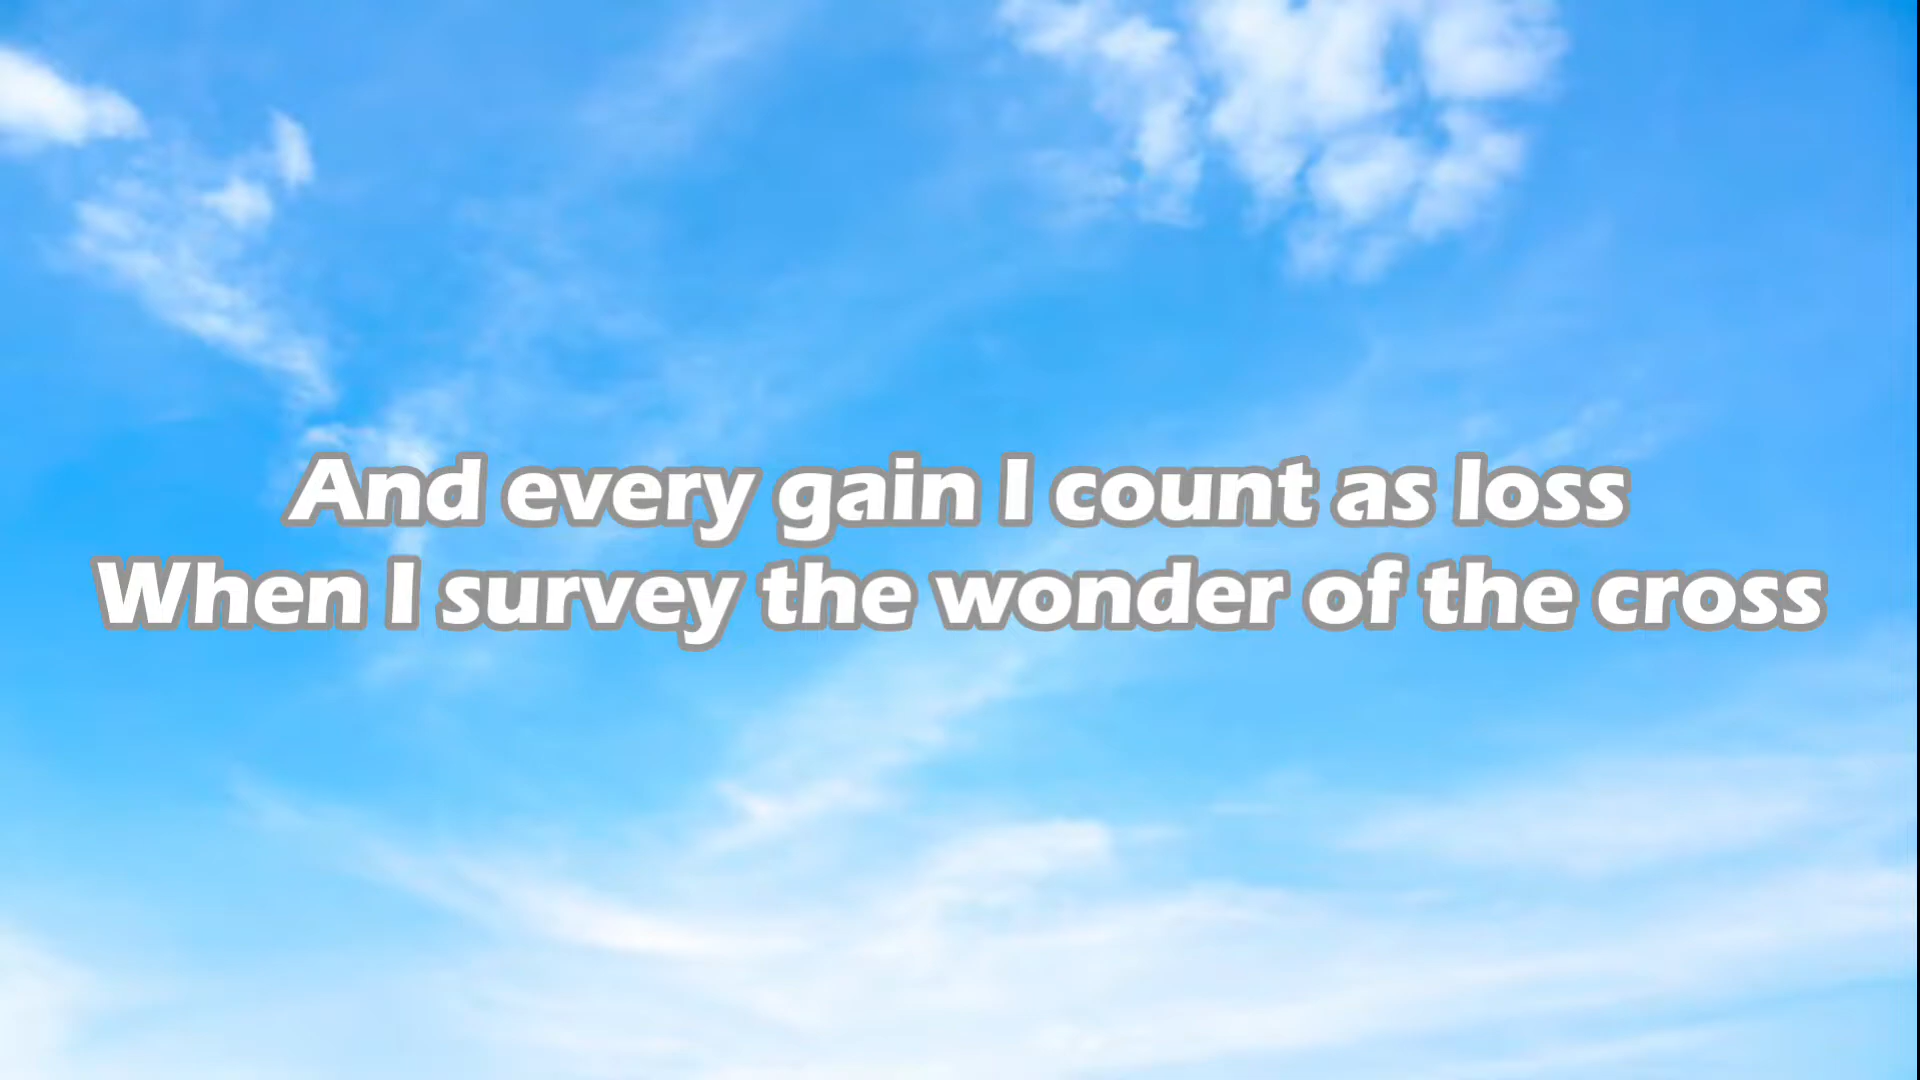 And every gain I count as loss
When I survey the wonder of the cross